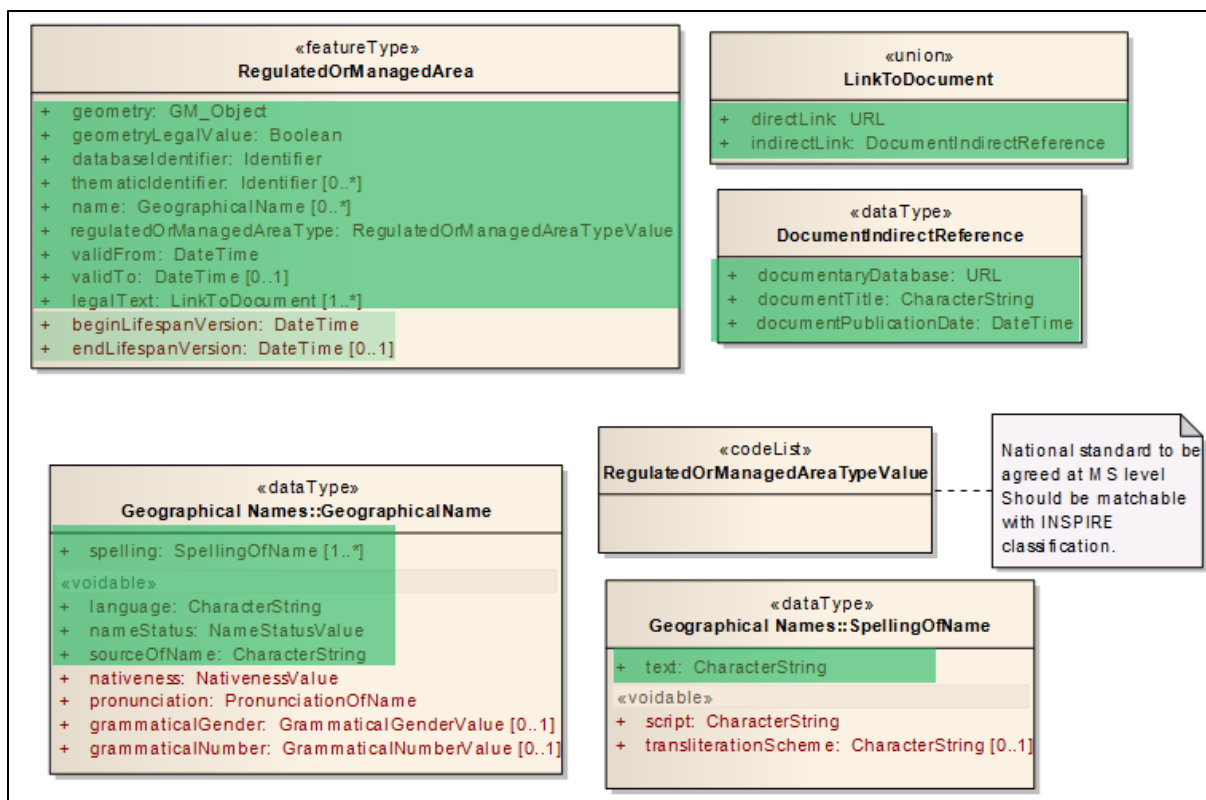 «featureType»
RegulatedOrManagedArea
+ geometry: GM_Object
+ geometryLegalValue: Boolean
+ databaseIdentifier: Identifier
+ thematicIdentifier: Identifier [0..*]
+ name: GeographicalName [0..*]
+ regulatedOrManagedAreaType: RegulatedOrManagedAreaTypeValue
+ validFrom: DateTime
+ validTo: DateTime [0..1]
+ legalText: LinkToDocument [1..*]
+ beginLifespanVersion: DateTime
+ endLifespanVersion: DateTime [0..1]
«union»
LinkToDocument
+ directLink: URL
+ indirectLink: DocumentIndirectReference
«dataType»
DocumentIndirectReference
+ documentaryDatabase: URL
+ documentTitle: CharacterString
+ documentPublicationDate: DateTime
«codeList»
RegulatedOrManagedAreaTypeValue
National standard to be
agreed at MS level
Should be matchable
with INSPIRE
classification.
«dataType»
Geographical Names::GeographicalName
+ spelling: SpellingOfName [1..*]
«voidable»
+ language: CharacterString
+ nameStatus: NameStatusValue
+ sourceOfName: CharacterString
+ nativeness: NativenessValue
+ pronunciation: PronunciationOfName
+ grammaticalGender: GrammaticalGenderValue [0..1]
+ grammaticalNumber: GrammaticalNumberValue [0..1]
«dataType»
Geographical Names::SpellingOfName
+ text: CharacterString
«voidable»
+ script: CharacterString
+ transliterationScheme: CharacterString [0..1]